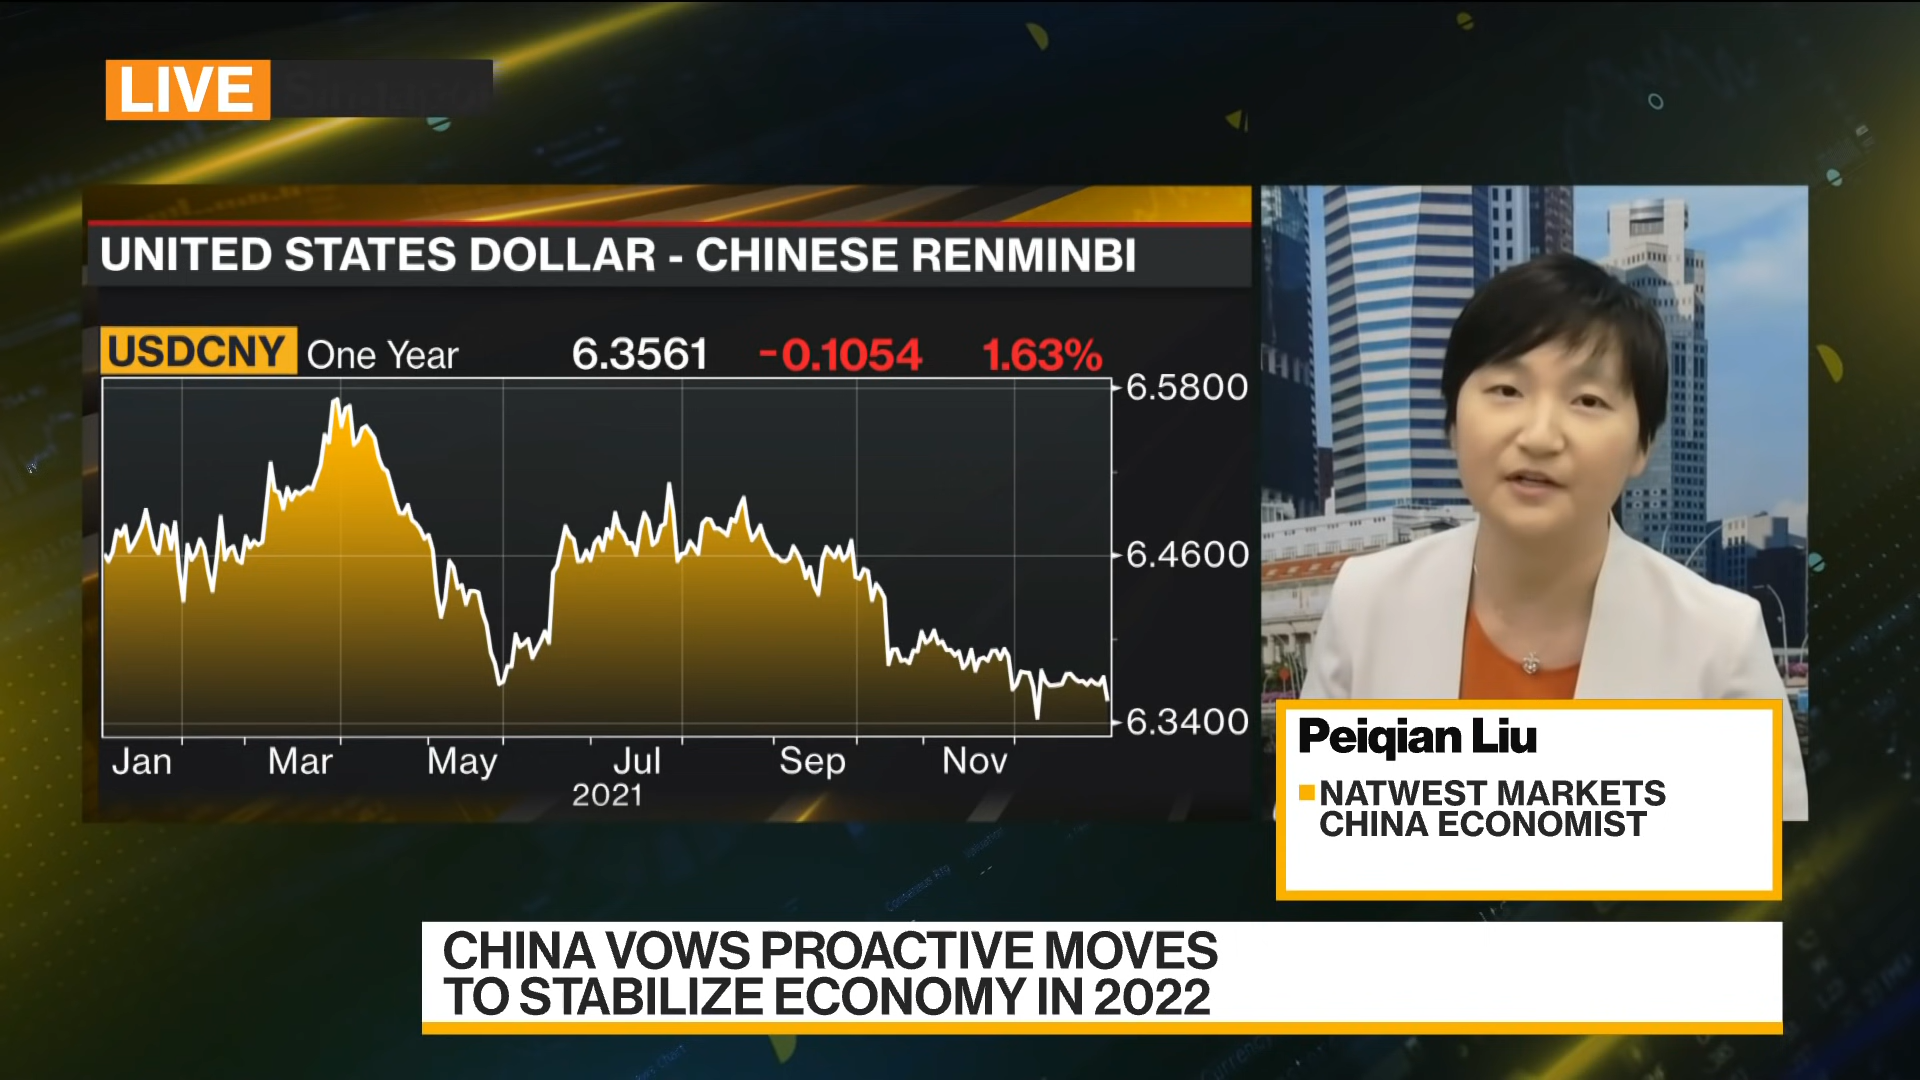 LIVE
UNITED STATES DOLLAR - CHINESE RENMINBI
USDCNY One Year 6.3561 -0.1054 1.63%
6.5800
6.4600
6.3400
Jan Mar May Jul Sep Nov
2021
Peiqian Liu
NATWEST MARKETS
CHINA ECONOMIST
CHINA VOWS PROACTIVE MOVES
TO STABILIZE ECONOMY IN 2022